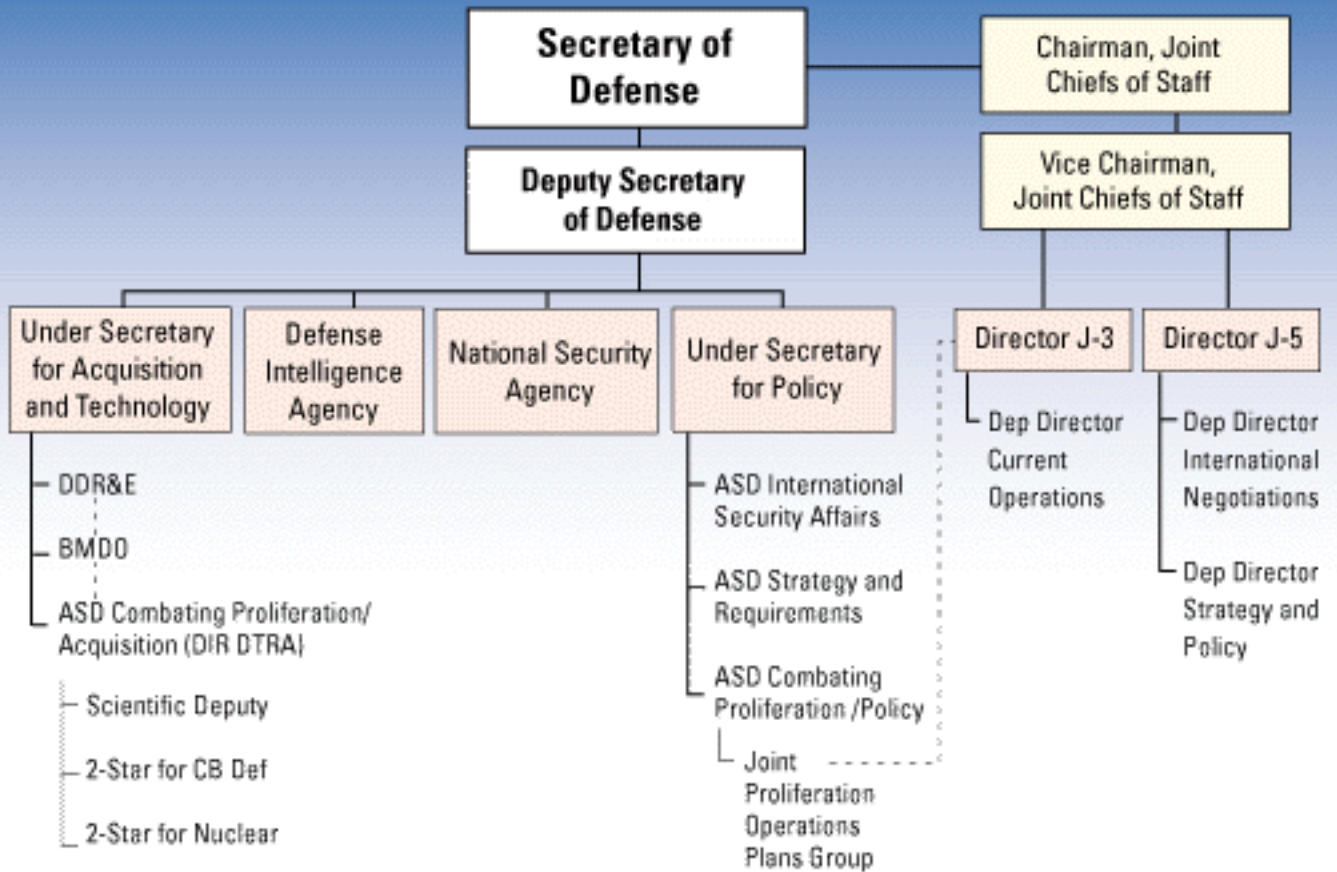 Secretary of
Defense
Chairman, Joint
Chiefs of Staff
Deputy Secretary
of Defense
Vice Chairman,
Joint Chiefs of Staff
Under Secretary
for Acquisition
and Technology
Defense
Intelligence
Agency
National Security
Agency
Under Secretary
for Policy
Director J-3
Director J-5
DDR&E
BMDO
ASD Combating Proliferation/
Acquisition (DIR DTRA)
Scientific Deputy
2-Star for CB Def
2-Star for Nuclear
ASD International
Security Affairs
ASD Strategy and
Requirements
ASD Combating
Proliferation /Policy
Joint
Proliferation
Operations
Plans Group
Dep Director
Current
Operations
Dep Director
International
Negotiations
Dep Director
Strategy and
Policy